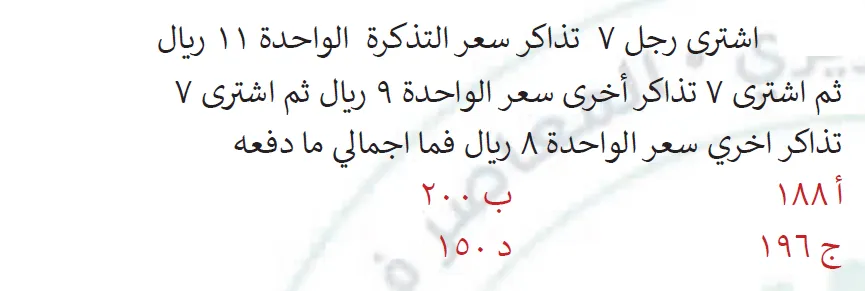 اشترى رجل ٧ تذاكر سعر التذكرة الواحدة ١١ ريال
ثم اشترى ٧ تذاكر أخرى سعر الواحدة ٩ ريال ثم اشترى ٧
تذاكر اخري سعر الواحدة ٨ ريال فما اجمالي ما دفعه
أ ١٨٨ ب ٢٠٠
ج ١٩٦ د ١٥٠